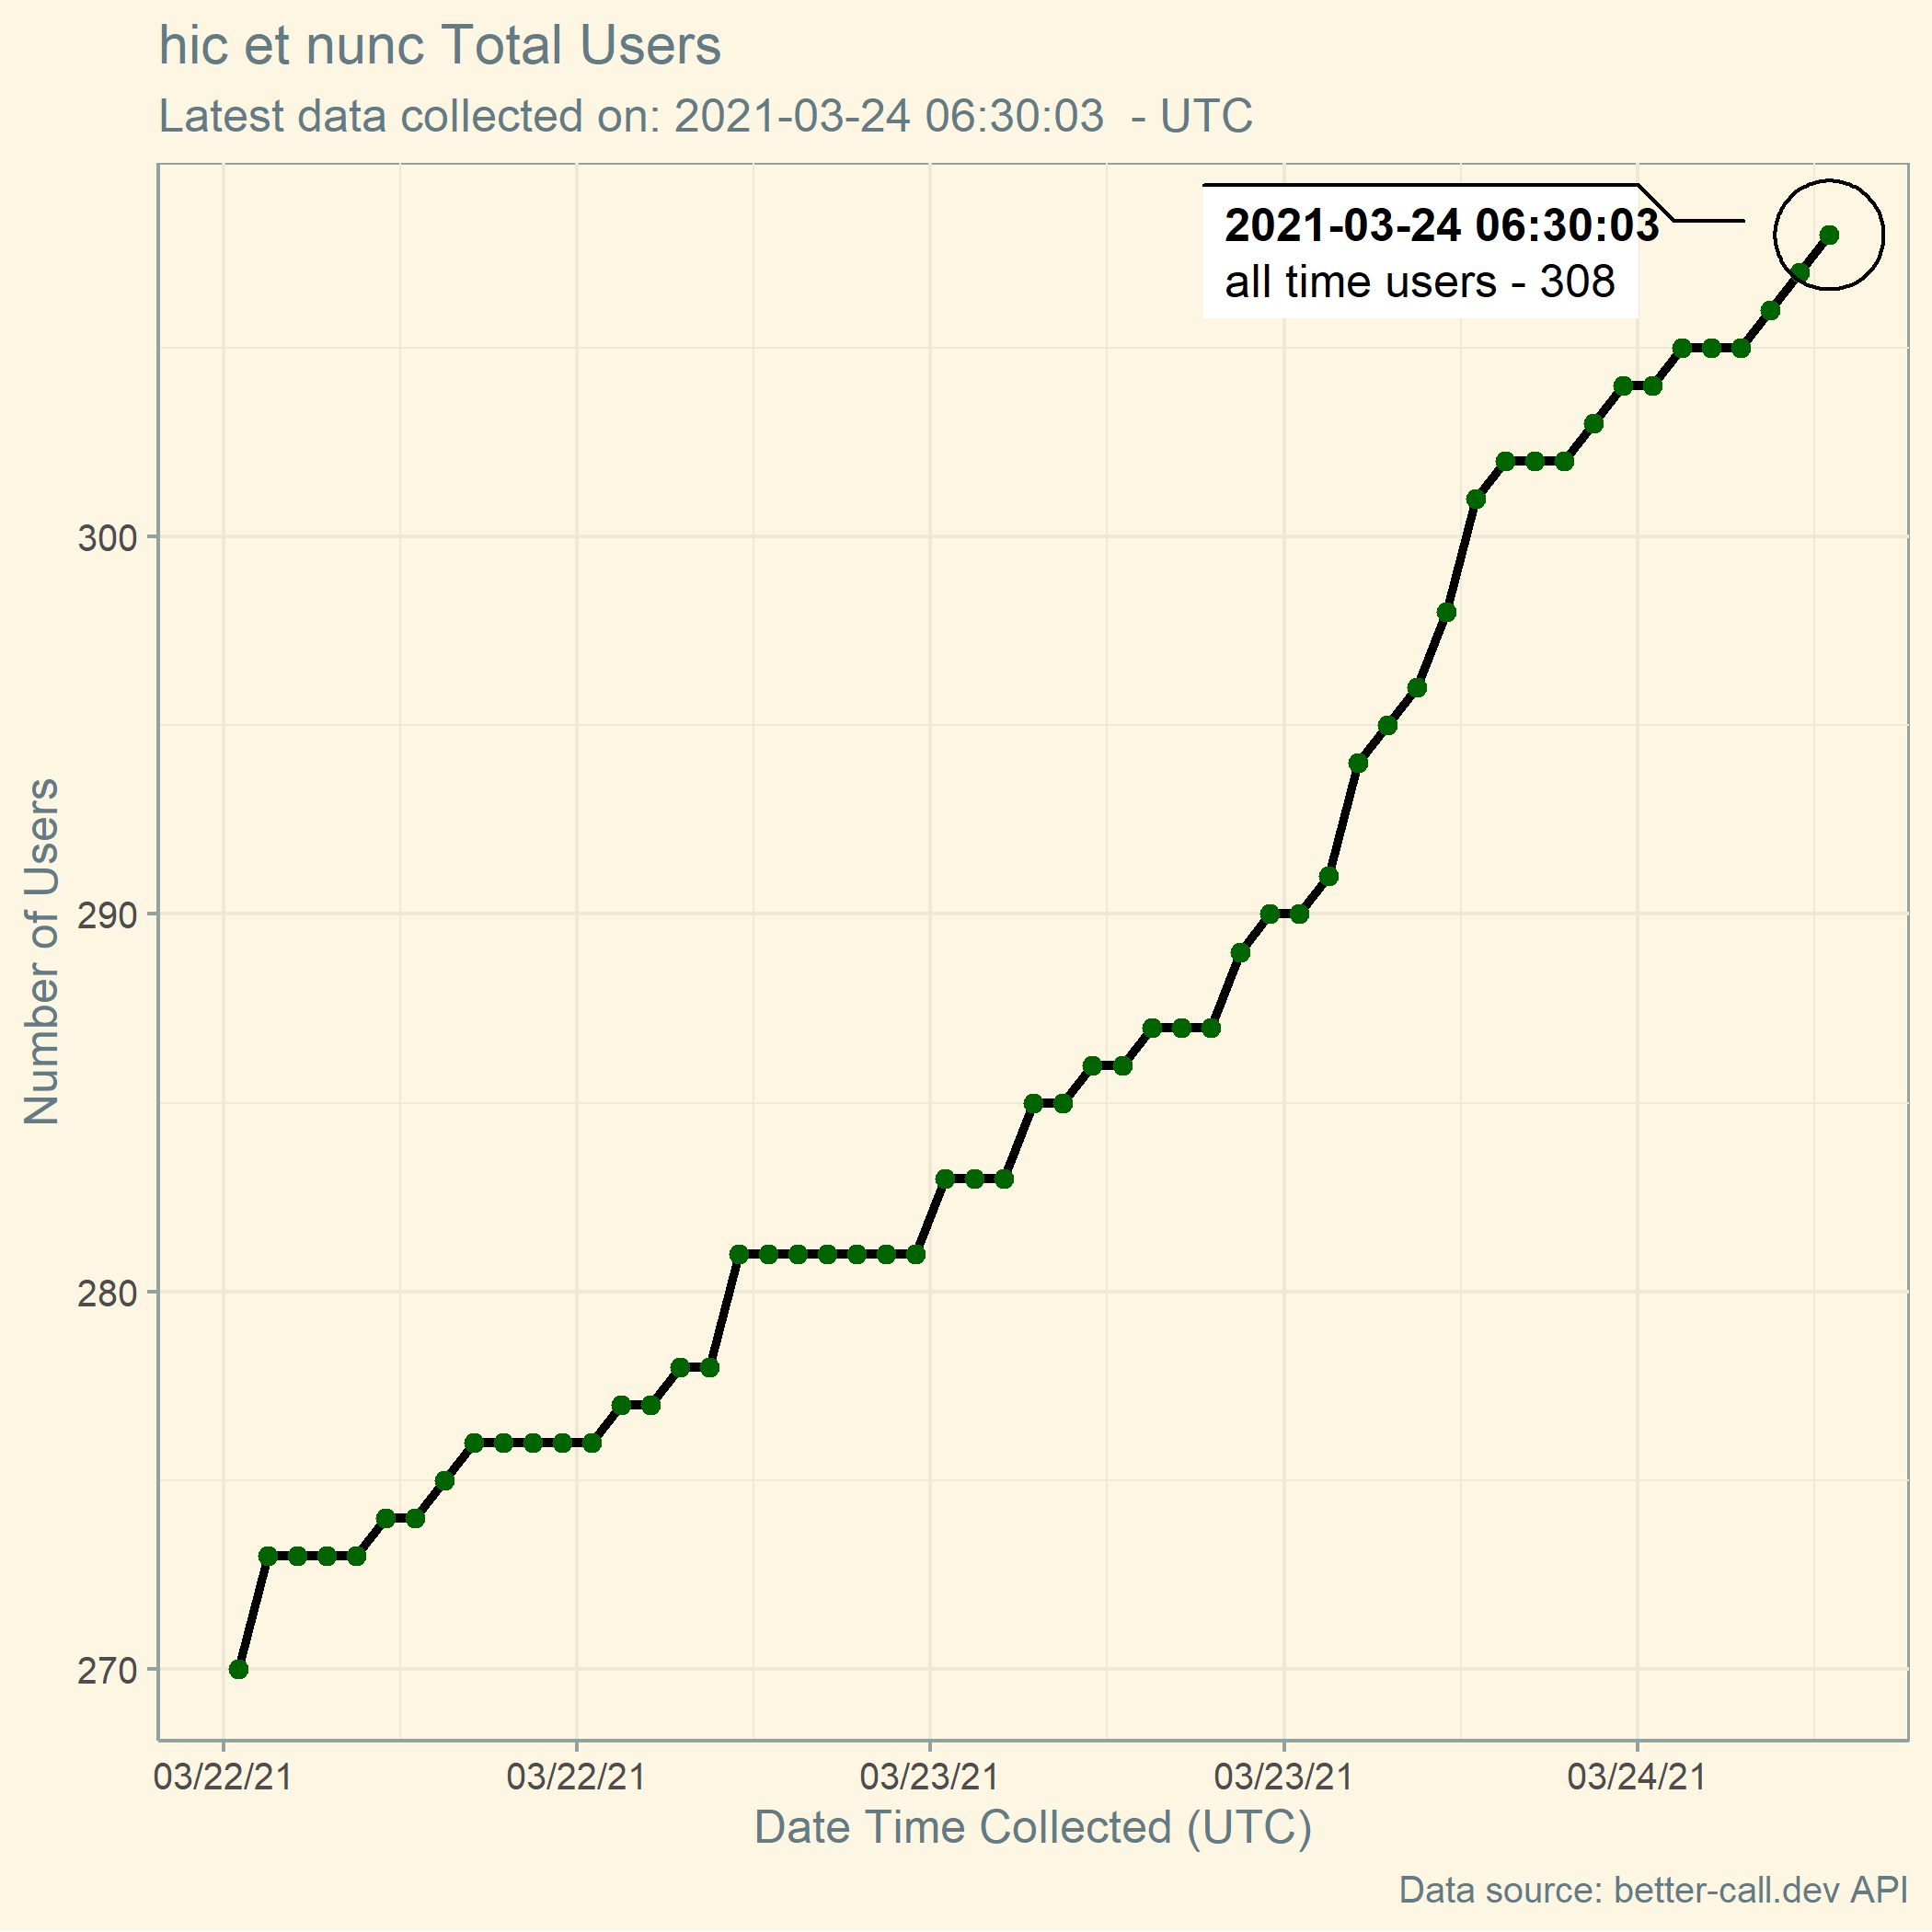 hic et nunc Total Users
Latest data collected on: 2021-03-24 06:30:03  - UTC
2021-03-24 06:30:03
all time users - 308
Number of Users
300
290
280
270
03/22/21
03/22/21
03/23/21
03/23/21
03/24/21
Date Time Collected (UTC)
Data source: better-call.dev API